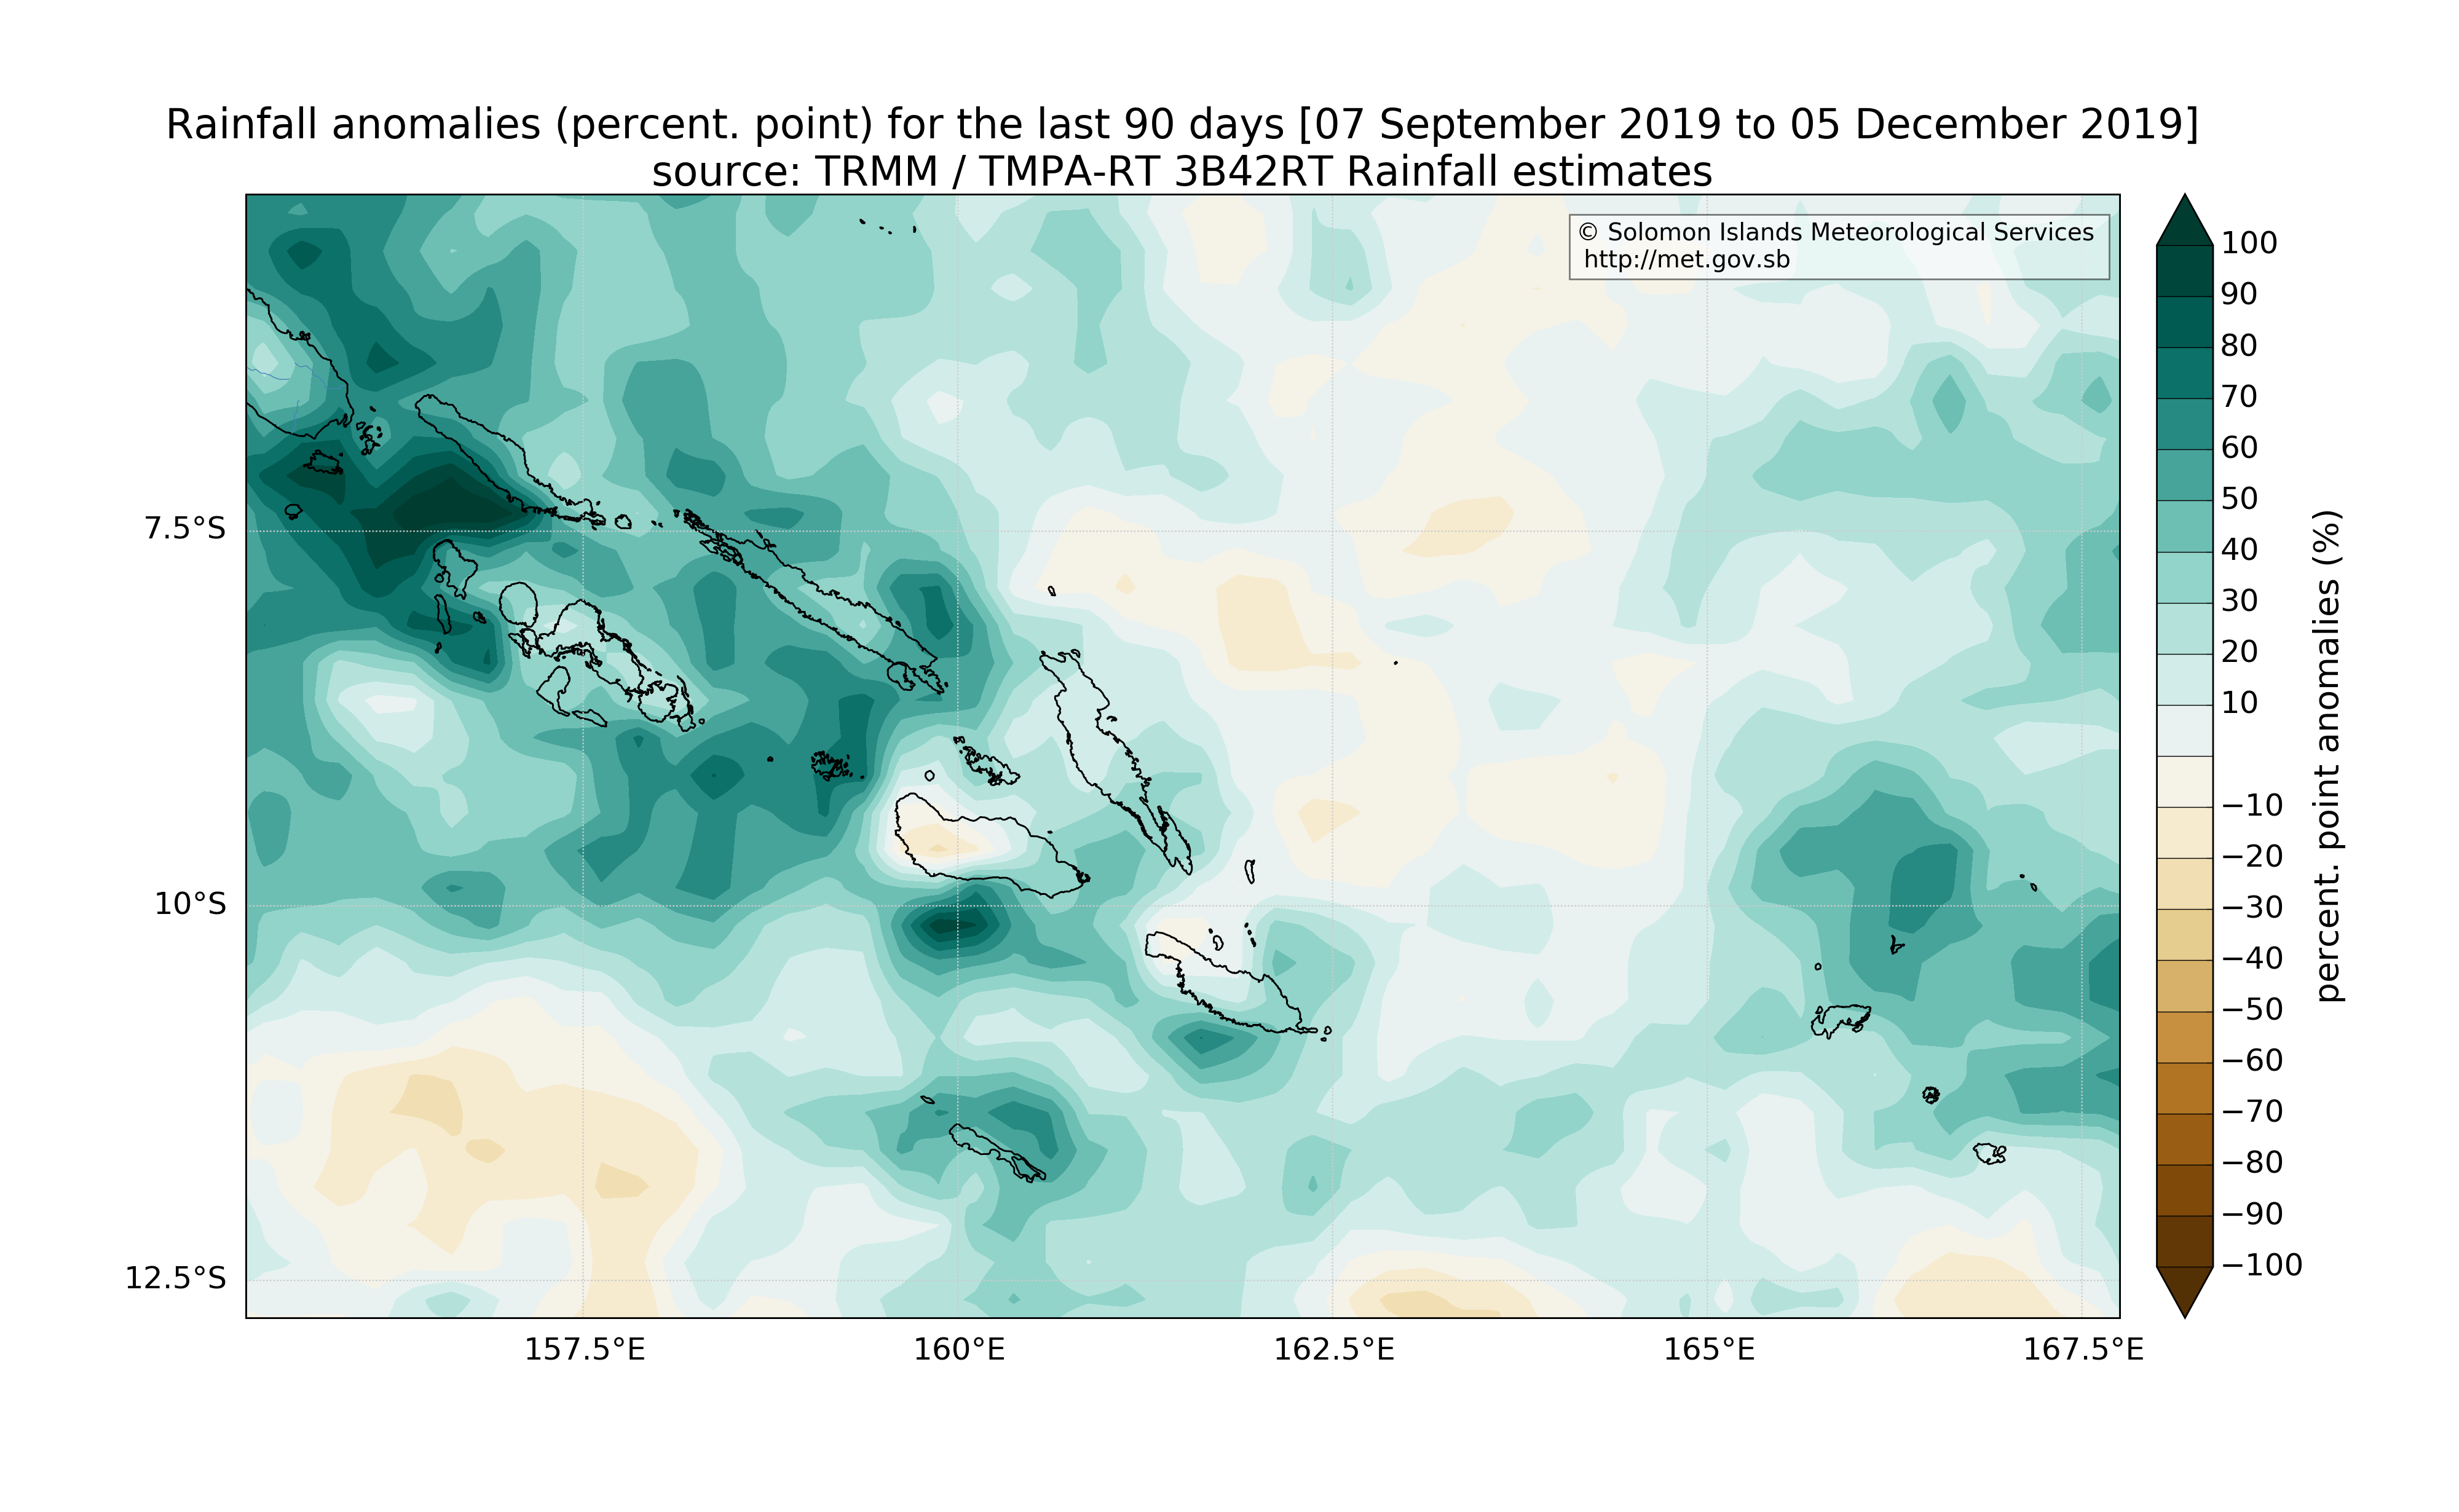 Rainfall anomalies (percent. point) for the last 90 days [07 September 2019 to 05 December 2019]
source: TRMM / TMPA-RT 3B42RT Rainfall estimates
© Solomon Islands Meteorological Services
http://met.gov.sb
7.5°S
10°S
12.5°S
157.5°E
160°E
162.5°E
165°E
167.5°E
100
90
80
70
60
50
40
30
20
10
−10
−20
−30
−40
−50
−60
−70
−80
−90
−100
percent. point anomalies (%)